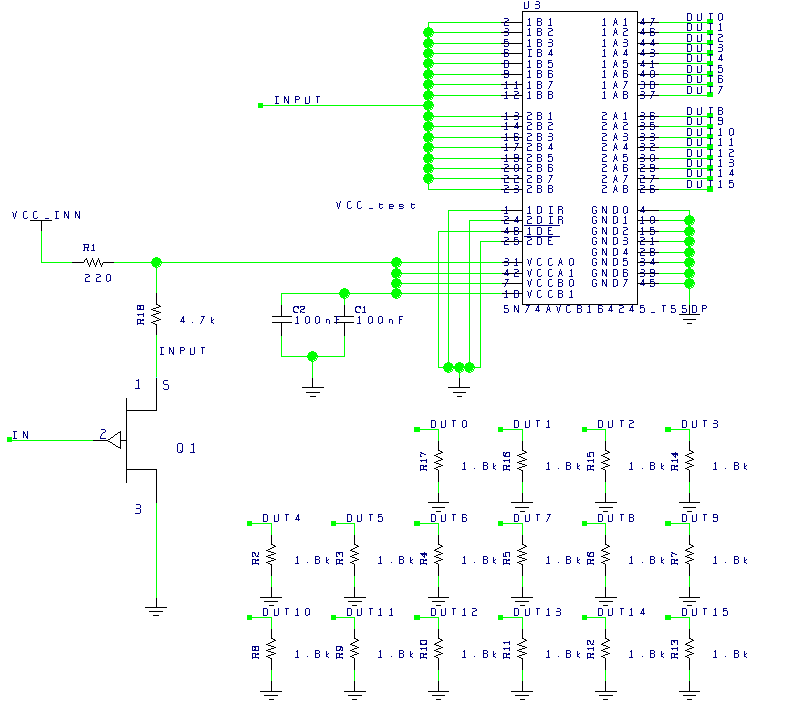 U3
2 1B1 1A1 47 DUT0
3 1B2 1A2 46 DUT1
5 1B3 1A3 44 DUT2
6 1B4 1A4 43 DUT3
8 1B5 1A5 41 DUT4
9 1B6 1A6 40 DUT5
11 1B7 1A7 38 DUT6
12 1B8 1A8 37 DUT7
INPUT
13 2B1 2A1 36 DUT8
14 2B2 2A2 35 DUT9
16 2B3 2A3 33 DUT10
17 2B4 2A4 32 DUT11
19 2B5 2A5 30 DUT12
20 2B6 2A6 29 DUT13
22 2B7 2A7 27 DUT14
23 2B8 2A8 26 DUT15
VCC_test
VCC_INN
1 1DIR GND0 4
24 2DIR GND1 10
48 1OE GND2 15
25 2OE GND3 21
GND4 28
31 VCCA0 GND5 34
42 VCCA1 GND6 39
7 VCCB0 GND7 45
18 VCCB1
SN74AVCB164245_TSSOP
R1
220
R18
4.7k
C2
100nF
C1
100nF
INPUT
1 S
IN
2
Q1
3
DUT0 DUT1 DUT2 DUT3
R17 1.8k R16 1.8k R15 1.8k R14 1.8k
DUT4 DUT5 DUT6 DUT7 DUT8 DUT9
R2 1.8k R3 1.8k R4 1.8k R5 1.8k R6 1.8k R7 1.8k
DUT10 DUT11 DUT12 DUT13 DUT14 DUT15
R8 1.8k R9 1.8k R10 1.8k R11 1.8k R12 1.8k R13 1.8k